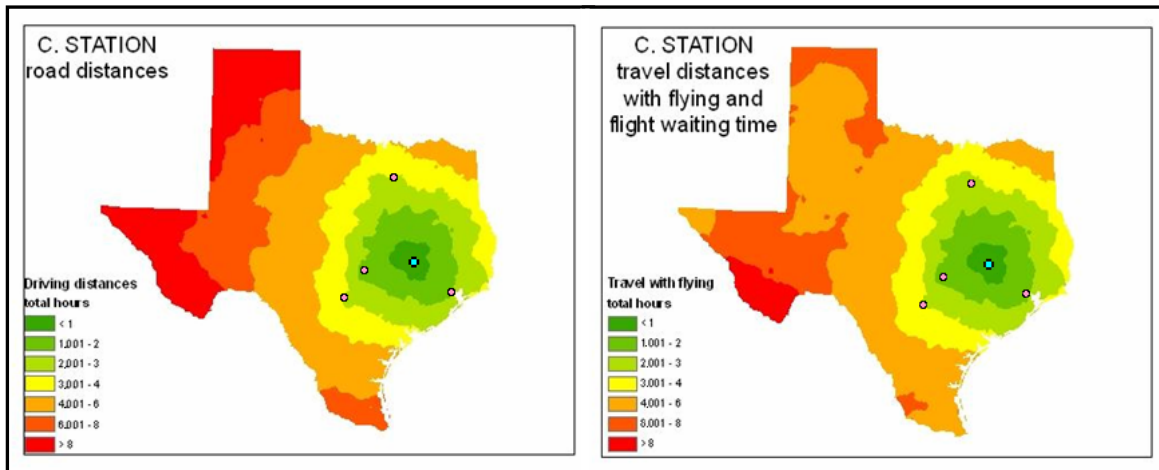 C. STATION
road distances
Driving distances
total hours
< 1
1.001 - 2
2.001 - 3
3.001 - 4
4.001 - 6
6.001 - 8
> 8
C. STATION
travel distances
with flying and
flight waiting time
Travel with flying
total hours
< 1
1.001 - 2
2.001 - 3
3.001 - 4
4.001 - 6
6.001 - 8
> 8